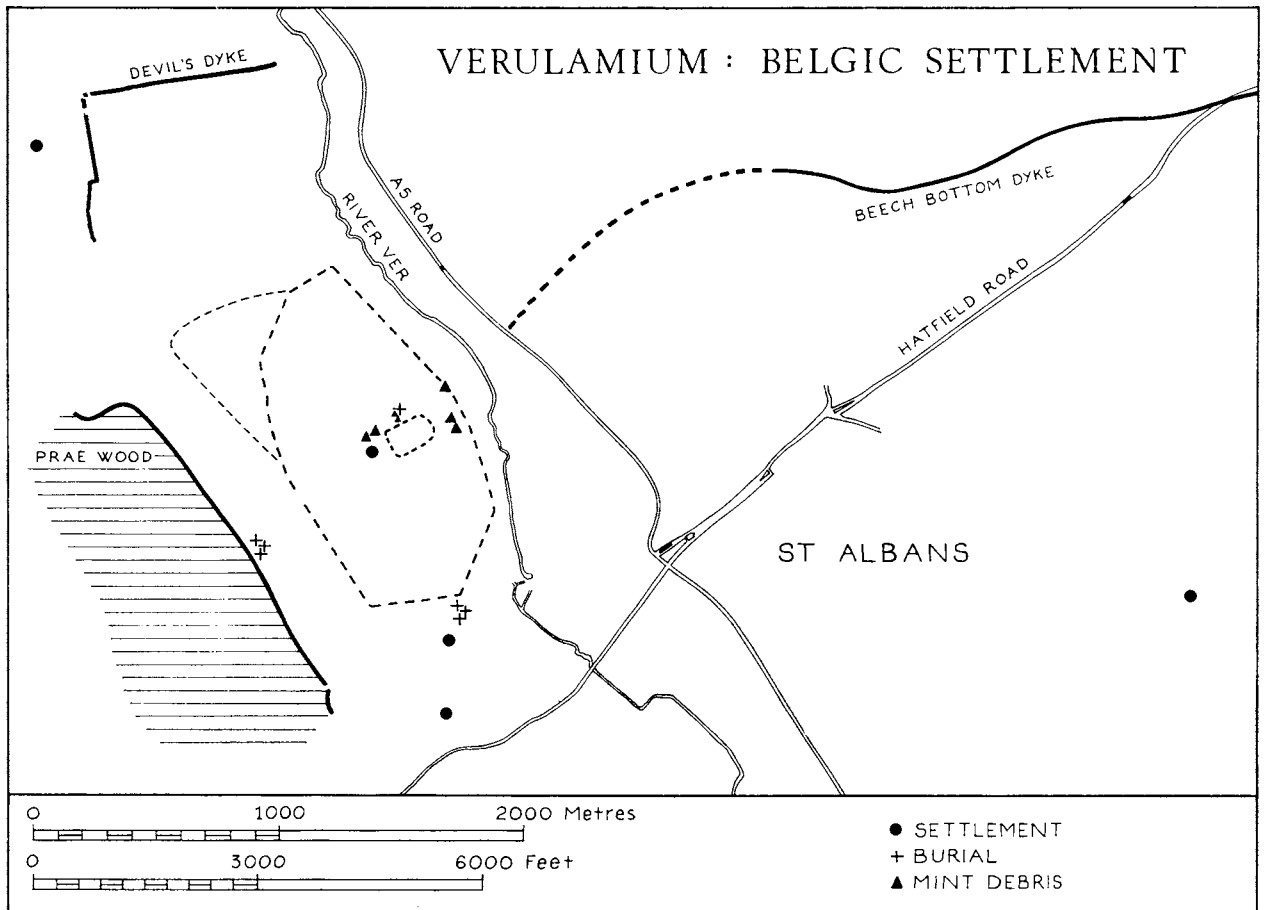 VERULAMIUM : BELGIC SETTLEMENT
DEVIL'S DYKE
A5 ROAD
RIVER VER
BEECH BOTTOM DYKE
HATFIELD ROAD
PRAE WOOD
ST ALBANS
0 1000 2000 Metres
0 3000 6000 Feet
SETTLEMENT
BURIAL
MINT DEBRIS